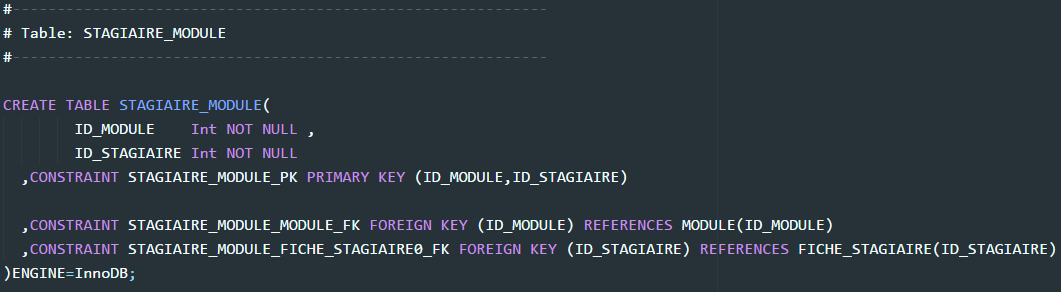 #------------------------------------------------------------
# Table: STAGIAIRE_MODULE
#------------------------------------------------------------
CREATE TABLE STAGIAIRE_MODULE(
        ID_MODULE    Int NOT NULL ,
        ID_STAGIAIRE Int NOT NULL
  ,CONSTRAINT STAGIAIRE_MODULE_PK PRIMARY KEY (ID_MODULE,ID_STAGIAIRE)
  ,CONSTRAINT STAGIAIRE_MODULE_MODULE_FK FOREIGN KEY (ID_MODULE) REFERENCES MODULE(ID_MODULE)
  ,CONSTRAINT STAGIAIRE_MODULE_FICHE_STAGIAIRE0_FK FOREIGN KEY (ID_STAGIAIRE) REFERENCES FICHE_STAGIAIRE(ID_STAGIAIRE)
)ENGINE=InnoDB;